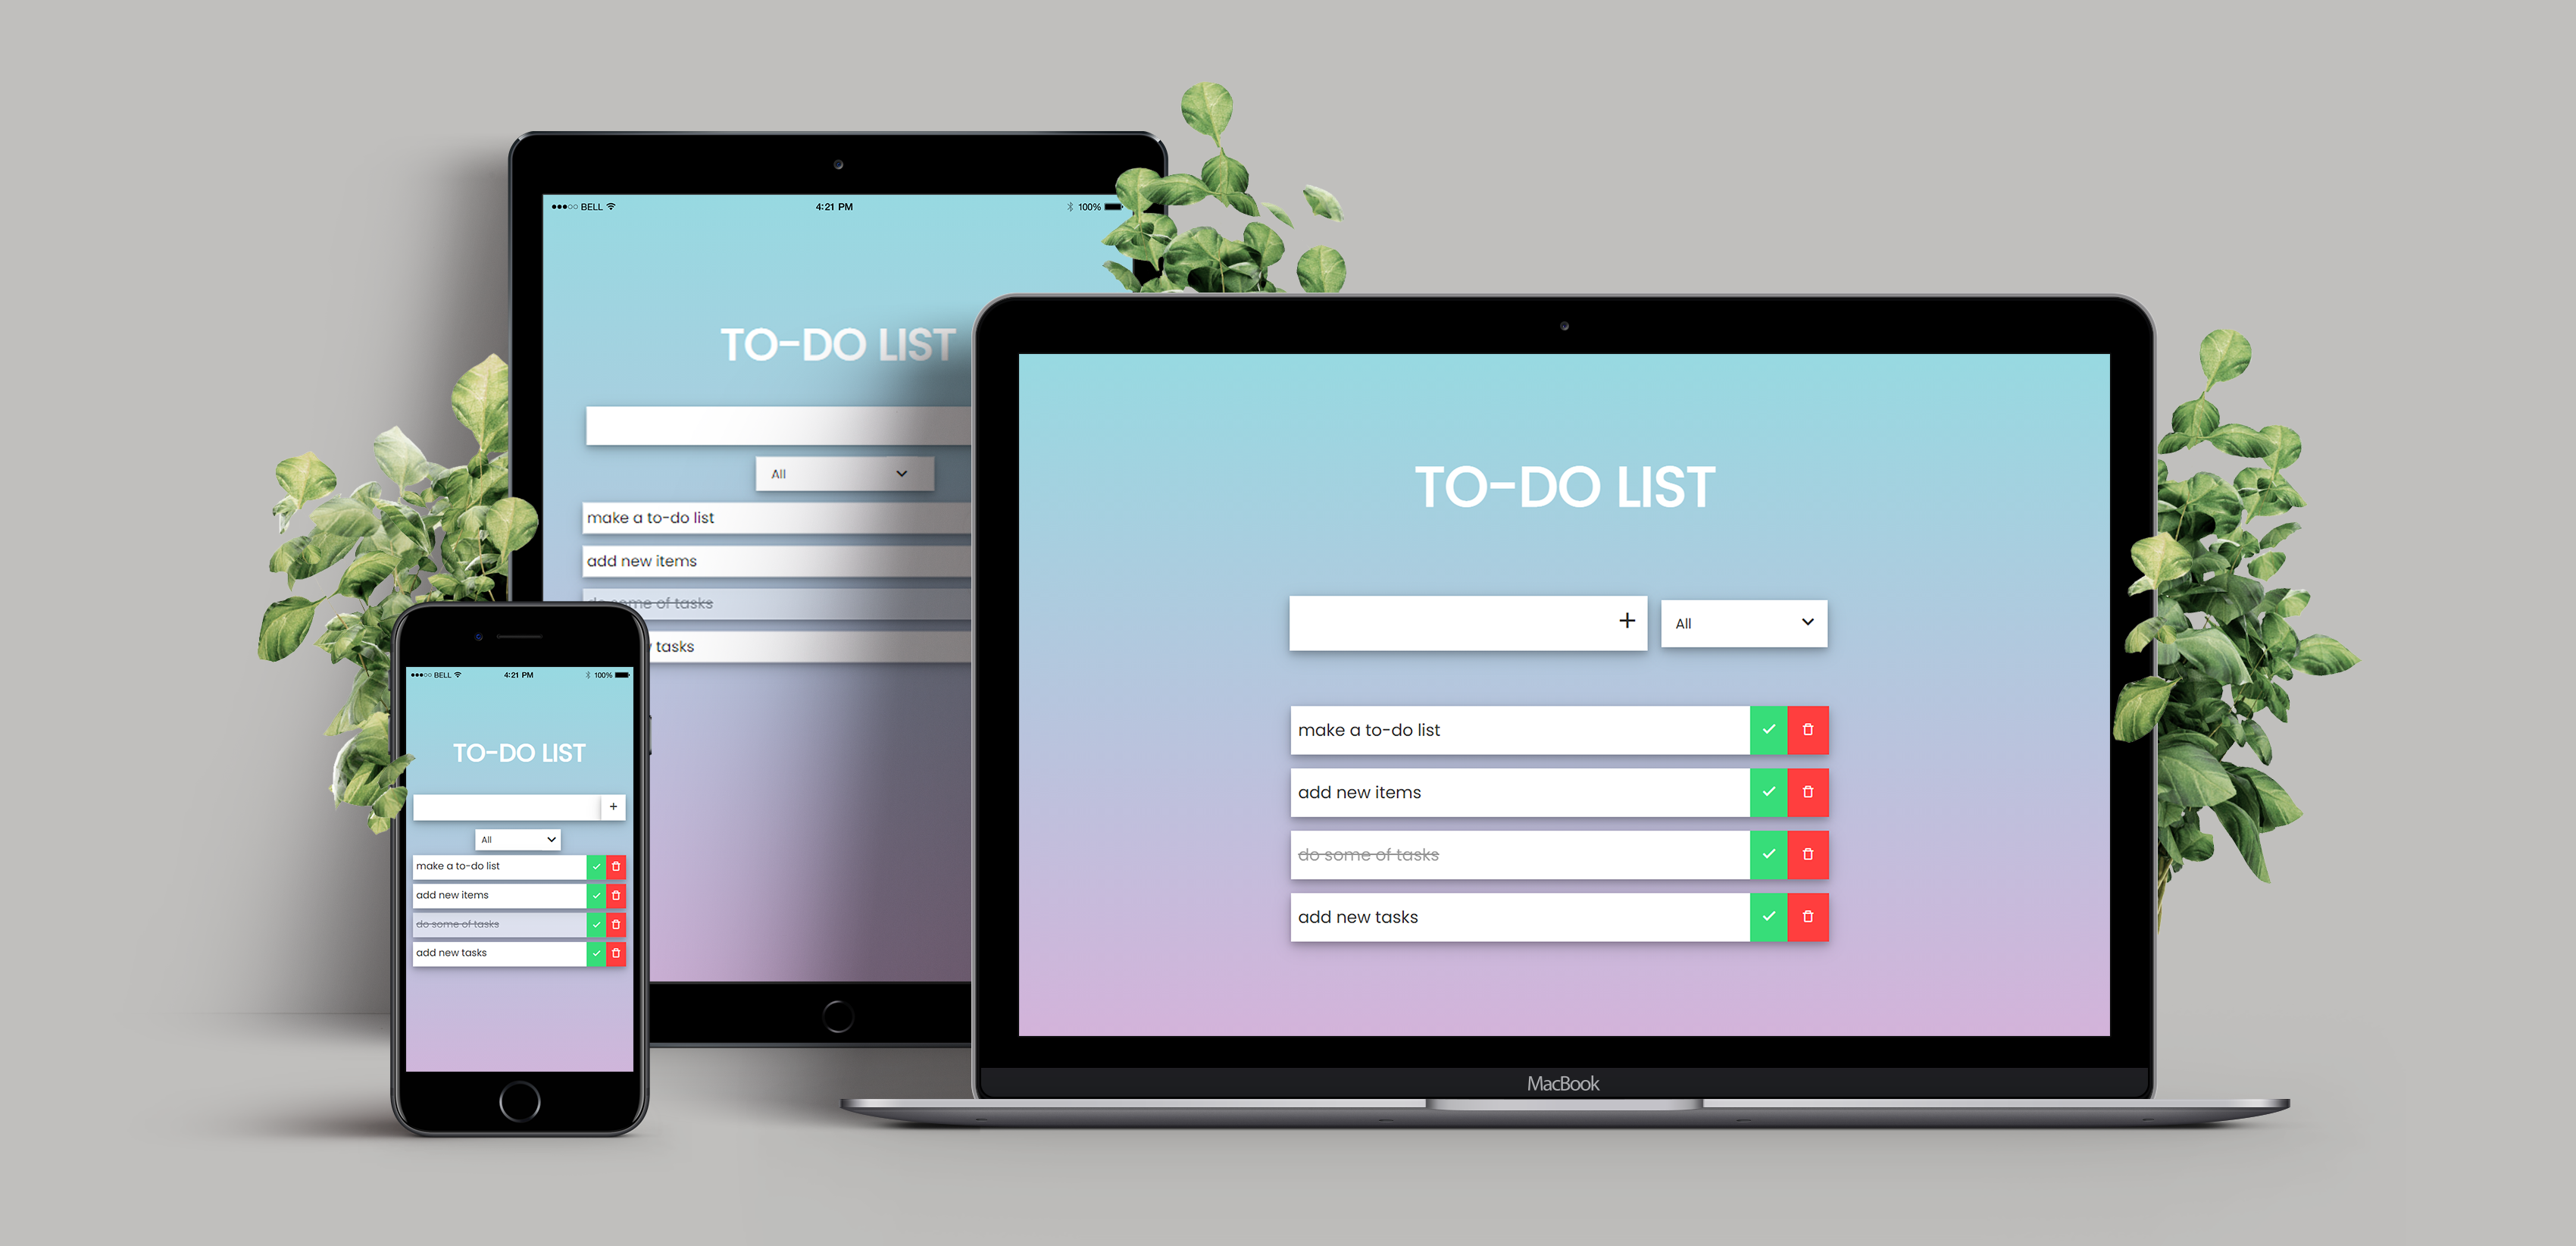 BELL
4:21 PM
100%
TO-DO LIST
All
make a to-do list
add new items
do some of tasks
tasks
BELL
4:21 PM
100%
TO-DO LIST
+
All
make a to-do list
add new items
do some of tasks
add new tasks
TO-DO LIST
+
All
make a to-do list
add new items
do some of tasks
add new tasks
MacBook